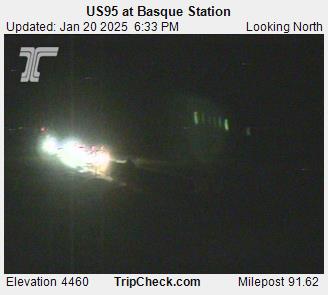 US95 at Basque Station
Updated: Jan 20 2025  6:33 PM
Looking North
Elevation 4460
TripCheck.com
Milepost 91.62